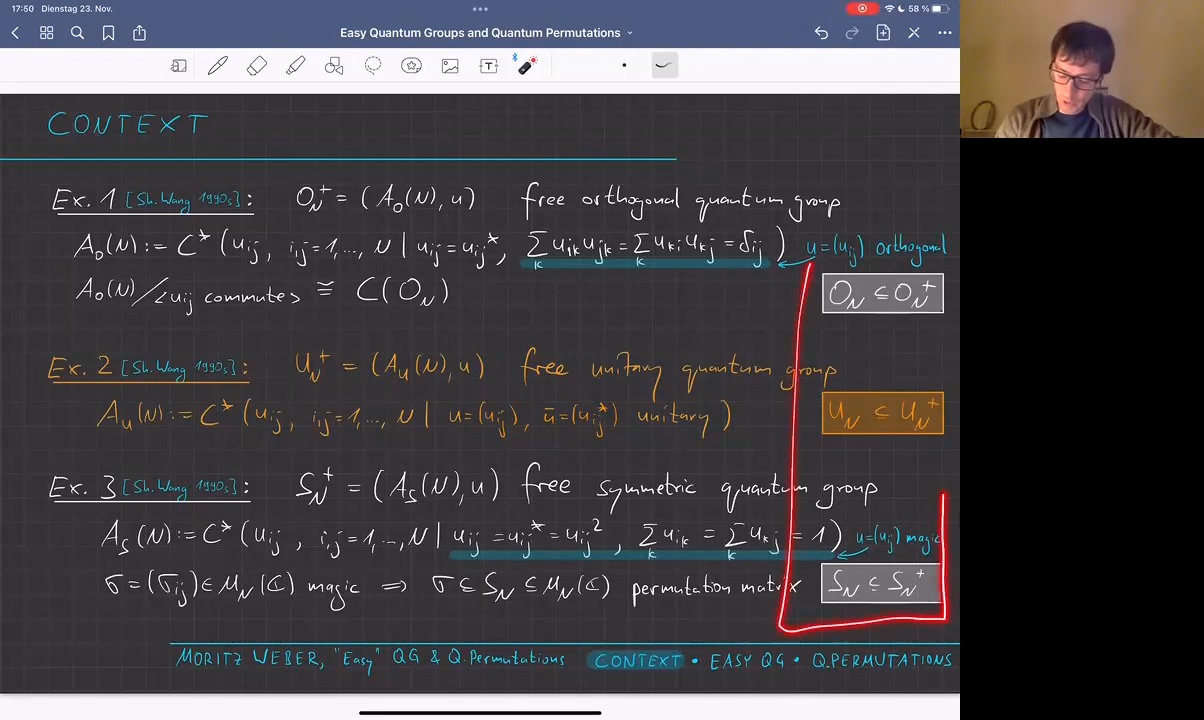 17:50 Dienstag 23. Nov.
58 %
Easy Quantum Groups and Quantum Permutations
CONTEXT
Ex. 1 [Sh. Wang 1990s]: O_N^+ = (A_o(N), u) free orthogonal quantum group
A_o(N) := C*(u_ij, i,j=1,..., N | u_ij = u_ij*, Σ_k u_ik u_jk = Σ_k u_ki u_kj = δ_ij) u=(u_ij) orthogonal
A_o(N)/<u_ij commutes ≅ C(O_N) O_N ⊆ O_N^+
Ex. 2 [Sh. Wang 1990s]: U_N^+ = (A_u(N), u) free unitary quantum group
A_u(N) := C*(u_ij, i,j=1,..., N | u=(u_ij), ū=(u_ij*) unitary) U_N ⊆ U_N^+
Ex. 3 [Sh. Wang 1990s]: S_N^+ = (A_s(N), u) free symmetric quantum group
A_s(N) := C*(u_ij, i,j=1,..., N | u_ij = u_ij* = u_ij², Σ_k u_ik = Σ_k u_kj = 1) u=(u_ij) magic
σ=(σ_ij) ∈ M_N(ℂ) magic ⟹ σ ∈ S_N ⊆ M_N(ℂ) permutation matrix S_N ⊆ S_N^+
MORITZ WEBER, "Easy" QG & Q.Permutations CONTEXT • EASY QG • Q.PERMUTATIONS